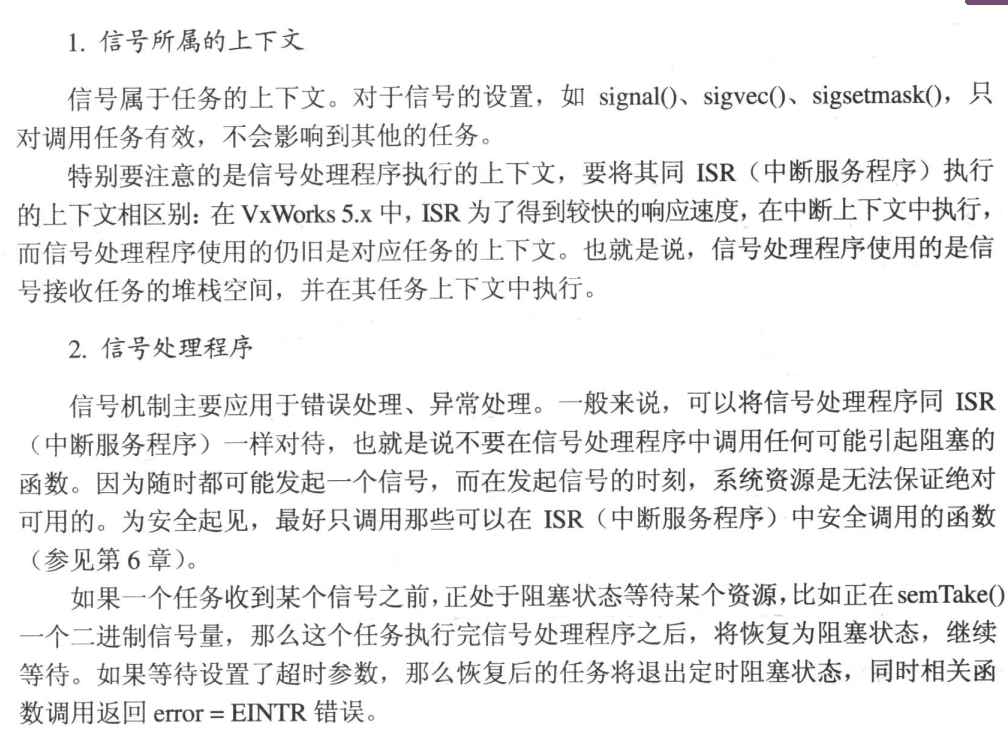 1. 信号所属的上下文
信号属于任务的上下文。对于信号的设置，如 signal()、sigvec()、sigsetmask()，只
对调用任务有效，不会影响到其他的任务。
特别要注意的是信号处理程序执行的上下文，要将其同 ISR（中断服务程序）执行
的上下文相区别：在 VxWorks 5.x 中，ISR 为了得到较快的响应速度，在中断上下文中执行，
而信号处理程序使用的仍旧是对应任务的上下文。也就是说，信号处理程序使用的是信
号接收任务的堆栈空间，并在其任务上下文中执行。
2. 信号处理程序
信号机制主要应用于错误处理、异常处理。一般来说，可以将信号处理程序同 ISR
（中断服务程序）一样对待，也就是说不要在信号处理程序中调用任何可能引起阻塞的
函数。因为随时都可能发起一个信号，而在发起信号的时刻，系统资源是无法保证绝对
可用的。为安全起见，最好只调用那些可以在 ISR（中断服务程序）中安全调用的函数
（参见第 6 章）。
如果一个任务收到某个信号之前，正处于阻塞状态等待某个资源，比如正在 semTake()
一个二进制信号量，那么这个任务执行完信号处理程序之后，将恢复为阻塞状态，继续
等待。如果等待设置了超时参数，那么恢复后的任务将退出定时阻塞状态，同时相关函
数调用返回 error = EINTR 错误。